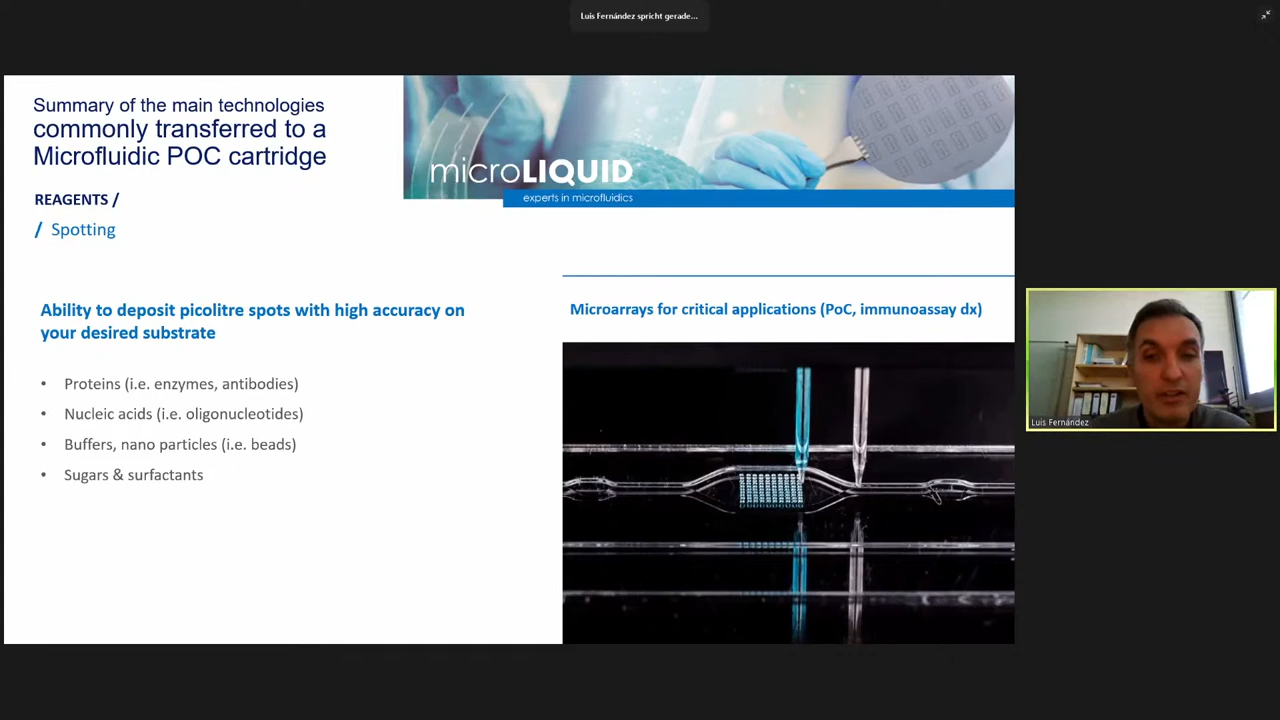 Luis Fernández spricht gerade...
Summary of the main technologies
commonly transferred to a
Microfluidic POC cartridge
microLIQUID
experts in microfluidics
REAGENTS /
/ Spotting
Ability to deposit picolitre spots with high accuracy on
your desired substrate
• Proteins (i.e. enzymes, antibodies)
• Nucleic acids (i.e. oligonucleotides)
• Buffers, nano particles (i.e. beads)
• Sugars & surfactants
Microarrays for critical applications (PoC, immunoassay dx)
Luis Fernández